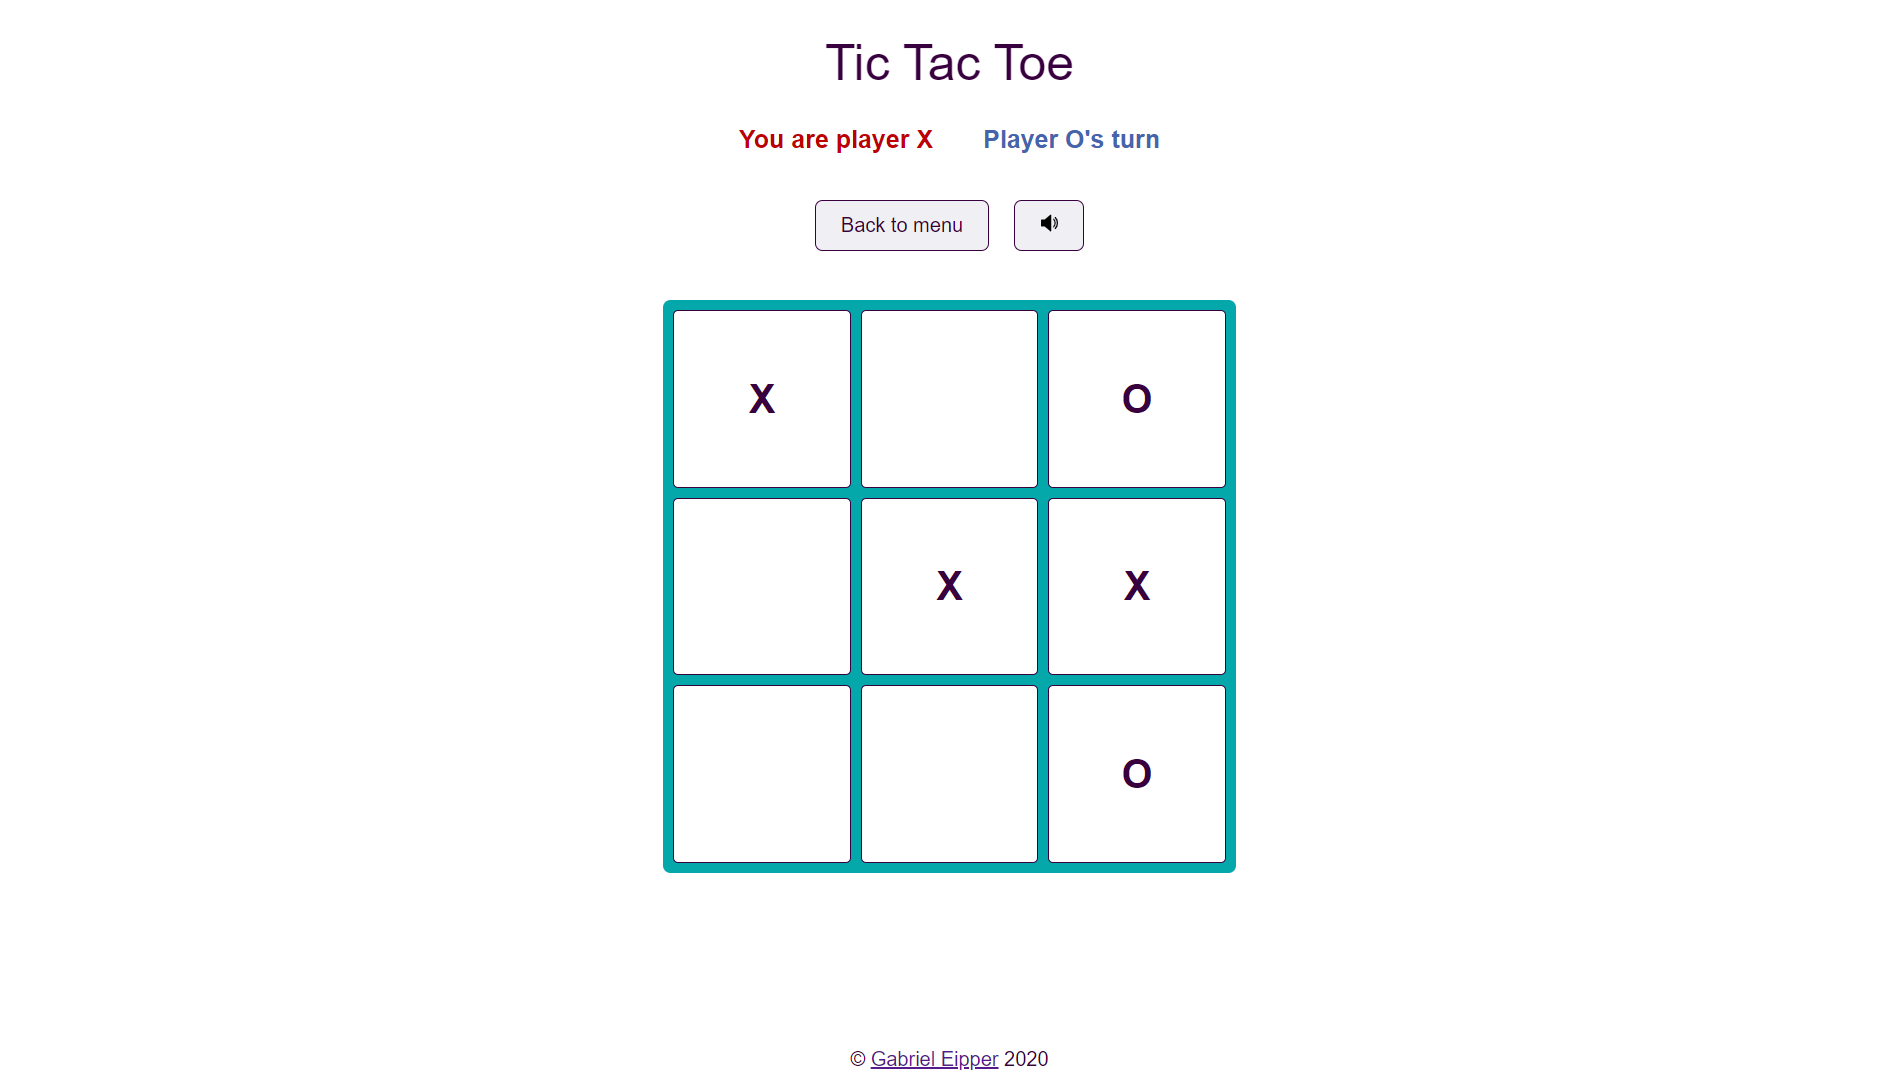 Tic Tac Toe
You are player X Player O's turn
Back to menu
X O
X X
O
© Gabriel Eipper 2020